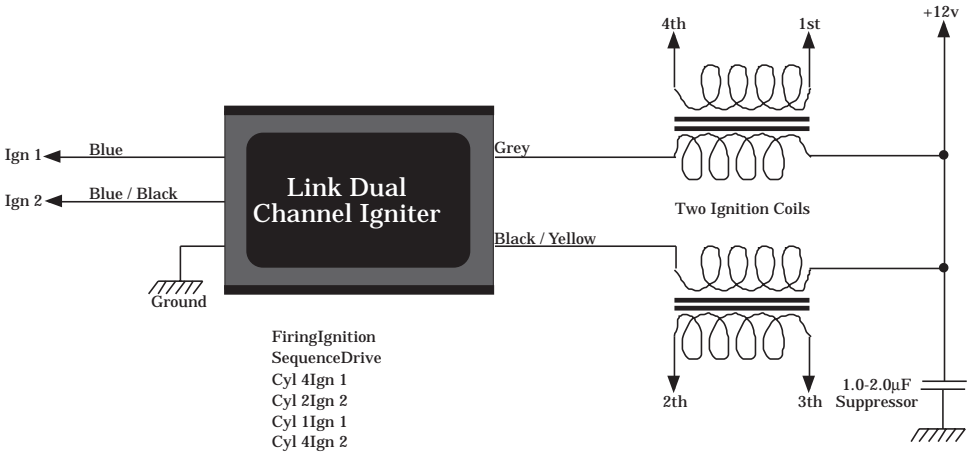 +12v
4th
1st
Ign 1
Blue
Grey
Ign 2
Blue / Black
Link Dual
Channel Igniter
Two Ignition Coils
Black / Yellow
Ground
FiringIgnition
SequenceDrive
Cyl 4Ign 1
Cyl 2Ign 2
Cyl 1Ign 1
Cyl 4Ign 2
2th
3th
1.0-2.0µF
Suppressor